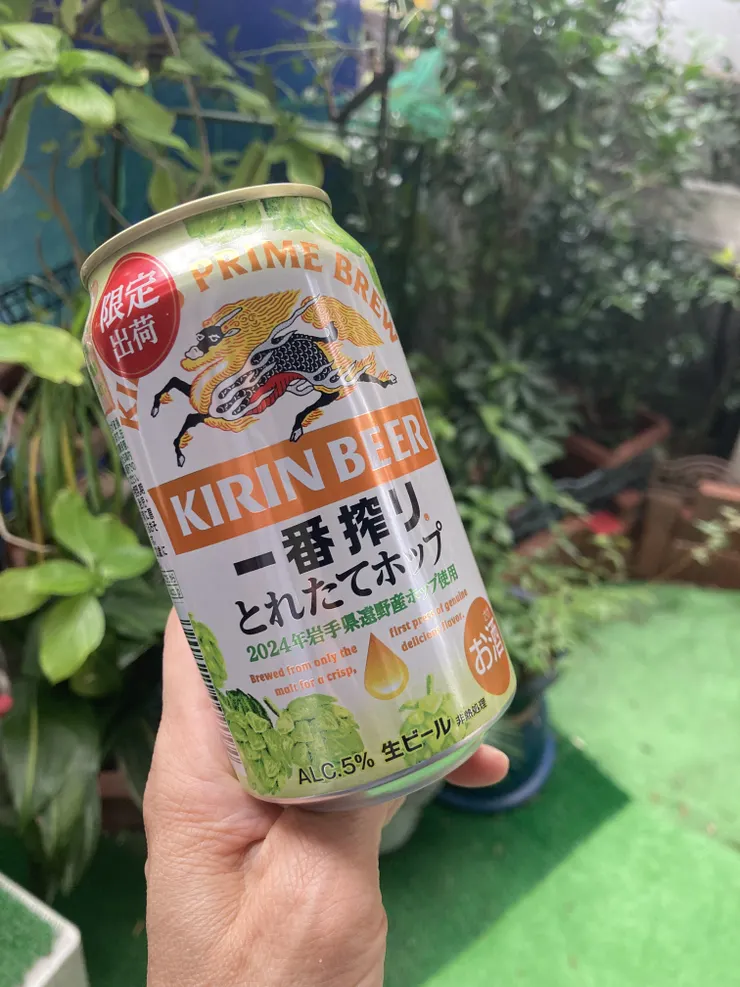 限定
出荷
PRIME BREW
KIRIN BEER
一番搾り
とれたてホップ
2024年岩手県遠野産ホップ使用
Brewed from only the
malt for a crisp,
first press of genuine
delicious flavor.
お酒
ALC.5% 生ビール 非熱処理